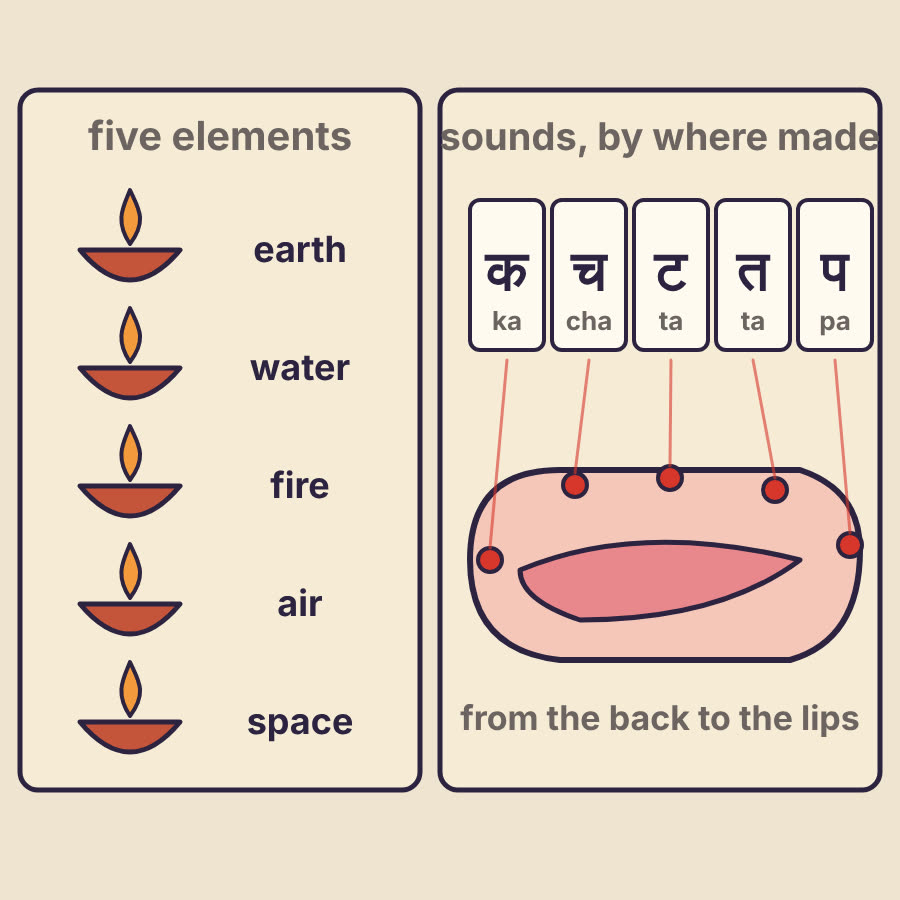 five elements
earth
water
fire
air
space
sounds, by where made
क च ट त प
ka cha ta ta pa
from the back to the lips